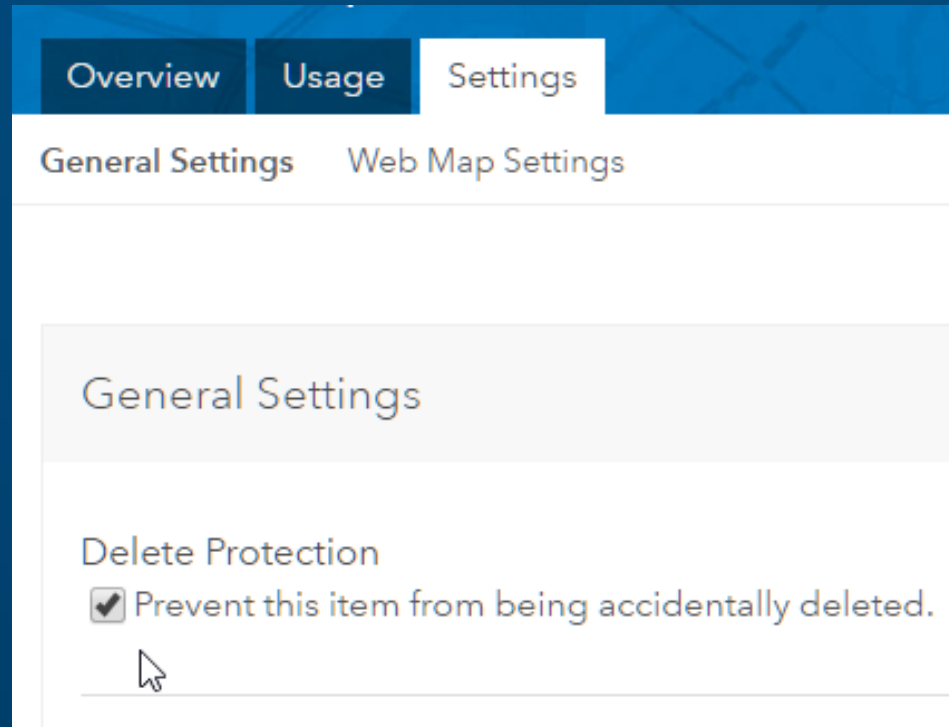 Overview Usage Settings
General Settings Web Map Settings
General Settings
Delete Protection
Prevent this item from being accidentally deleted.